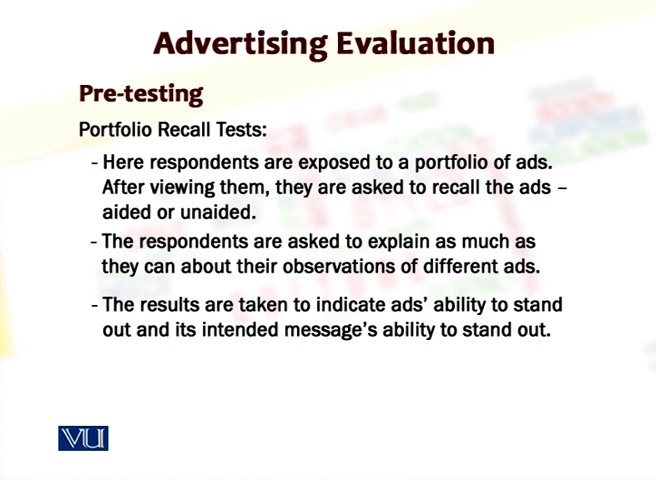 Advertising Evaluation
Pre-testing
Portfolio Recall Tests:
- Here respondents are exposed to a portfolio of ads.
After viewing them, they are asked to recall the ads –
aided or unaided.
- The respondents are asked to explain as much as
they can about their observations of different ads.
- The results are taken to indicate ads’ ability to stand
out and its intended message’s ability to stand out.
VU